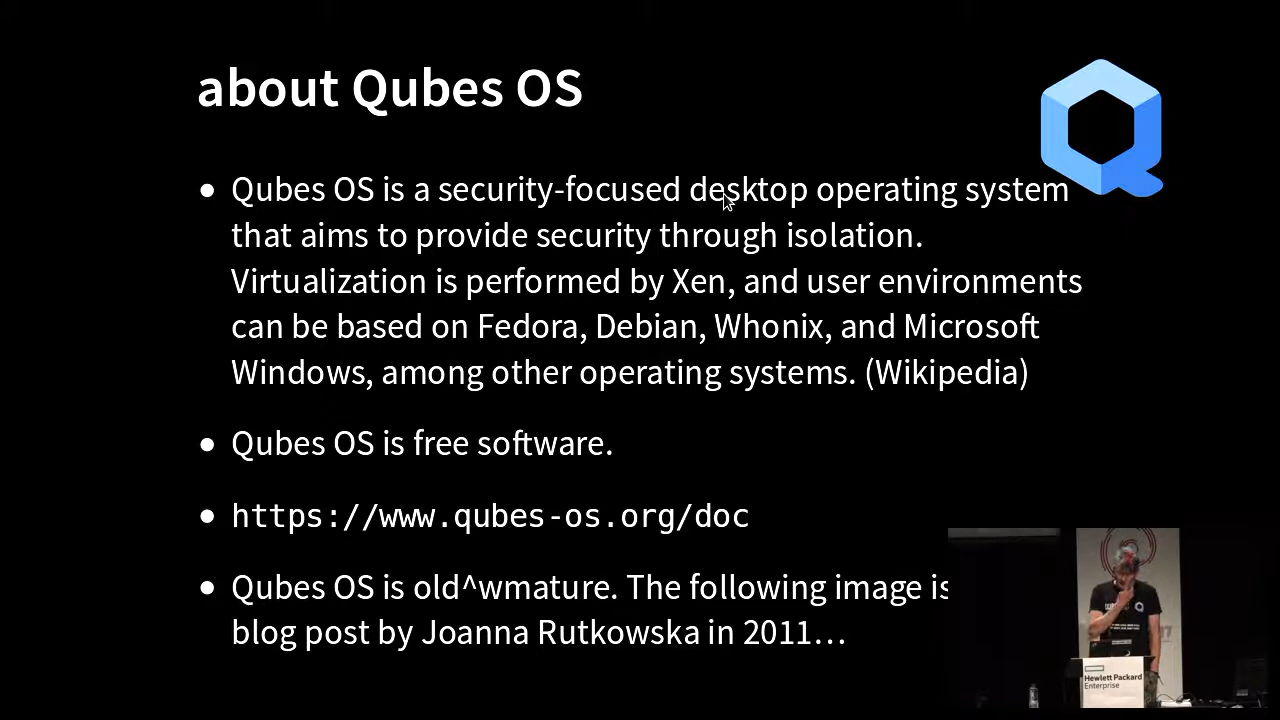 about Qubes OS
• Qubes OS is a security-focused desktop operating system
that aims to provide security through isolation.
Virtualization is performed by Xen, and user environments
can be based on Fedora, Debian, Whonix, and Microsoft
Windows, among other operating systems. (Wikipedia)
• Qubes OS is free software.
• https://www.qubes-os.org/doc
• Qubes OS is old^wmature. The following image is
blog post by Joanna Rutkowska in 2011…
Hewlett Packard
Enterprise